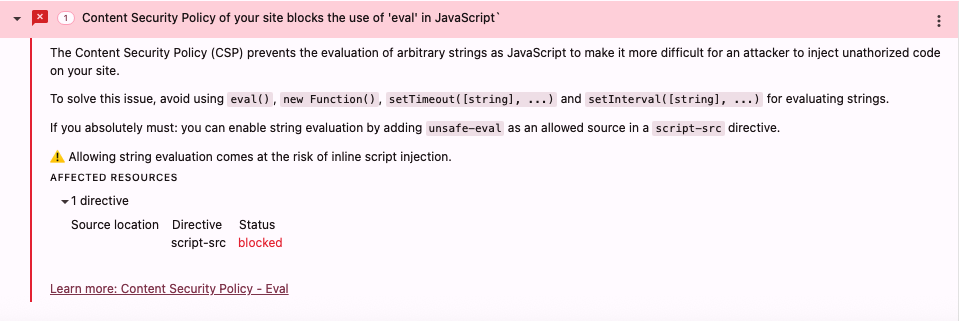 1 Content Security Policy of your site blocks the use of 'eval' in JavaScript`
The Content Security Policy (CSP) prevents the evaluation of arbitrary strings as JavaScript to make it more difficult for an attacker to inject unathorized code
on your site.
To solve this issue, avoid using eval(), new Function(), setTimeout([string], ...) and setInterval([string], ...) for evaluating strings.
If you absolutely must: you can enable string evaluation by adding unsafe-eval as an allowed source in a script-src directive.
⚠️ Allowing string evaluation comes at the risk of inline script injection.
AFFECTED RESOURCES
1 directive
Source location Directive Status
script-src blocked
Learn more: Content Security Policy - Eval